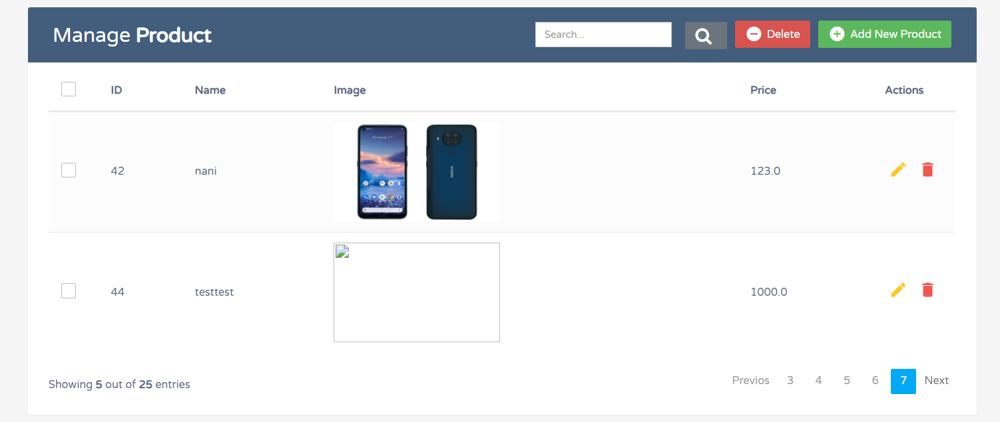 Manage Product
Search...
Delete
Add New Product
ID Name Image Price Actions
42 nani 123.0
NOKIA
44 testtest 1000.0
Showing 5 out of 25 entries
Previos 3 4 5 6 7 Next